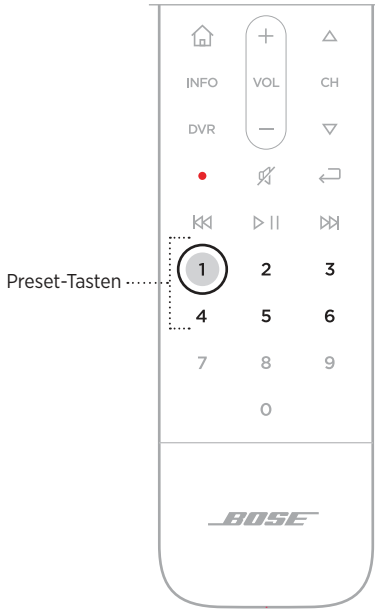 INFO VOL CH
DVR
Preset-Tasten
1 2 3
4 5 6
7 8 9
0
BOSE